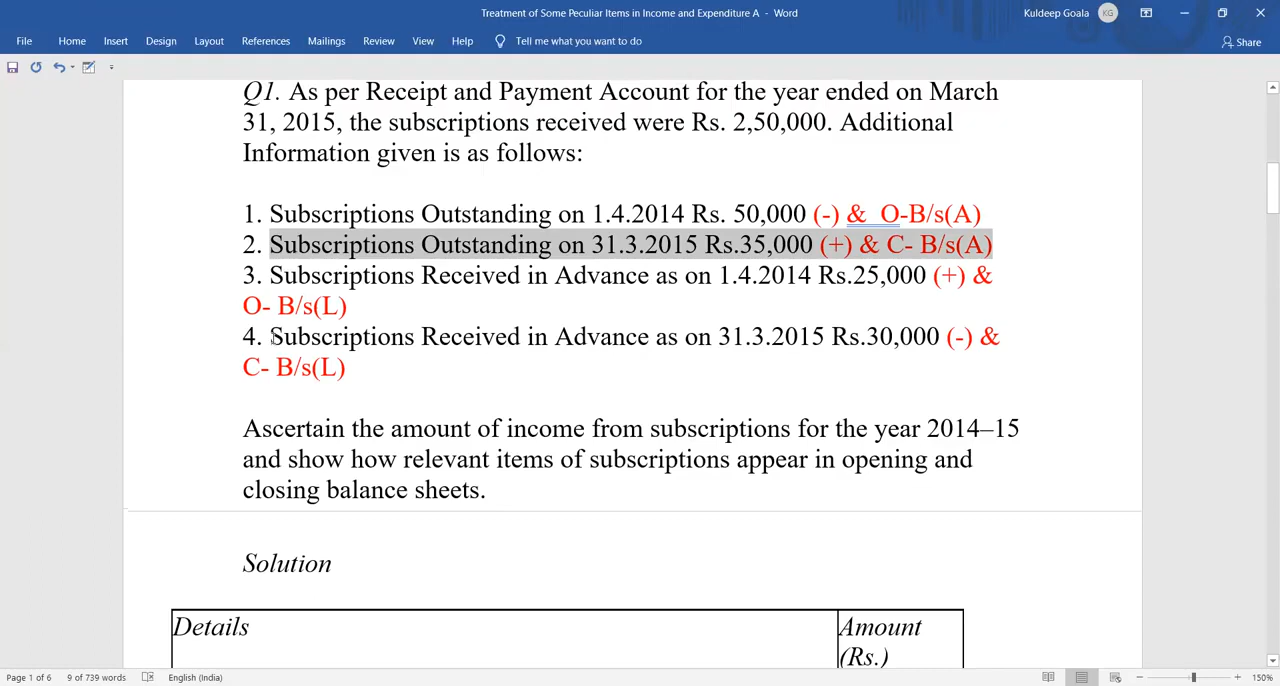 Treatment of Some Peculiar Items in Income and Expenditure A - Word
Kuldeep Goala KG
File Home Insert Design Layout References Mailings Review View Help Tell me what you want to do Share
Q1. As per Receipt and Payment Account for the year ended on March
31, 2015, the subscriptions received were Rs. 2,50,000. Additional
Information given is as follows:
1. Subscriptions Outstanding on 1.4.2014 Rs. 50,000 (-) & O-B/s(A)
2. Subscriptions Outstanding on 31.3.2015 Rs.35,000 (+) & C- B/s(A)
3. Subscriptions Received in Advance as on 1.4.2014 Rs.25,000 (+) &
O- B/s(L)
4. Subscriptions Received in Advance as on 31.3.2015 Rs.30,000 (-) &
C- B/s(L)
Ascertain the amount of income from subscriptions for the year 2014–15
and show how relevant items of subscriptions appear in opening and
closing balance sheets.
Solution
Details Amount
(Rs.)
Page 1 of 6 9 of 739 words English (India) 150%